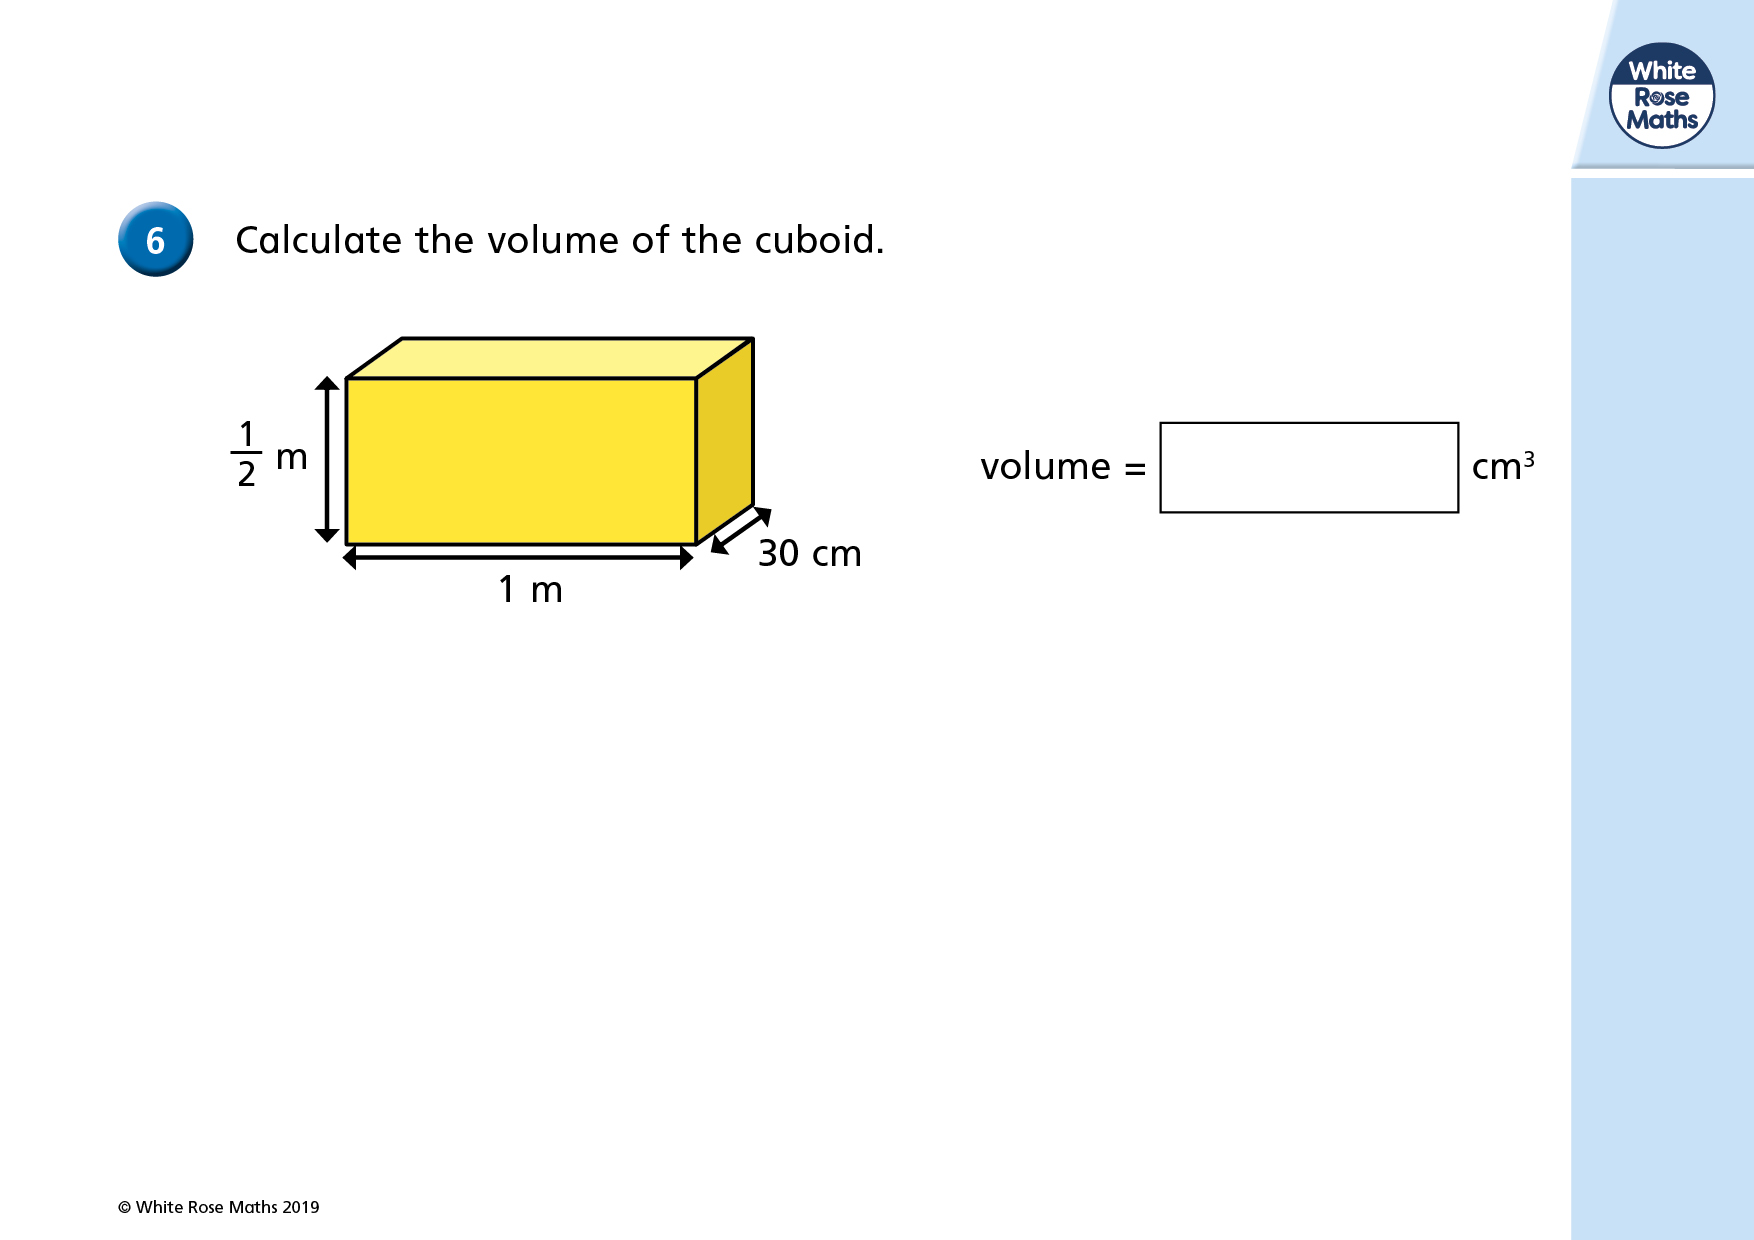 White
Rose
Maths
6 Calculate the volume of the cuboid.
1/2 m
1 m
30 cm
volume = cm³
© White Rose Maths 2019